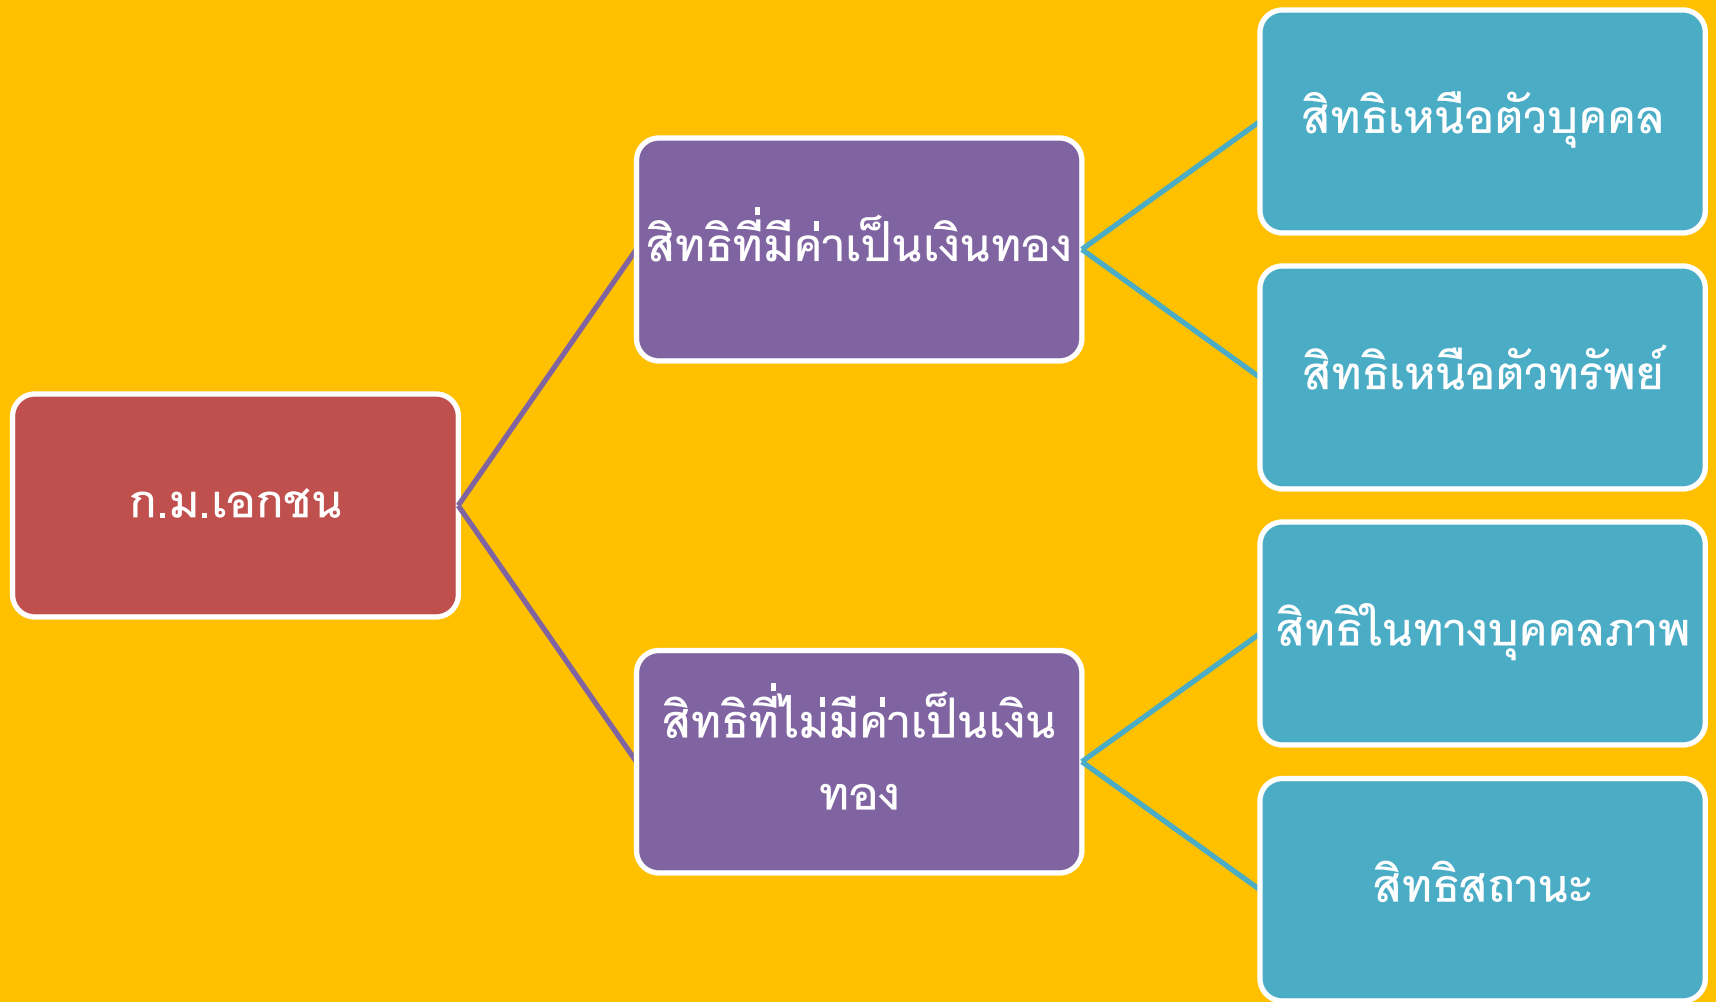 ก.ม.เอกชน
สิทธิที่มีค่าเป็นเงินทอง
สิทธิเหนือตัวบุคคล
สิทธิเหนือตัวทรัพย์
สิทธิที่ไม่มีค่าเป็นเงิน
ทอง
สิทธิในทางบุคคลภาพ
สิทธิสถานะ